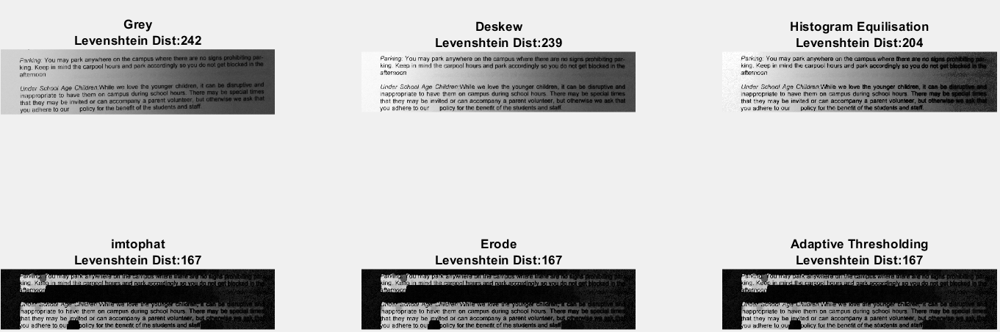 Grey
Levenshtein Dist:242
Parking: You may park anywhere on the campus where there are no signs prohibiting par-
king. Keep in mind the carpool hours and park accordingly so you do not get blocked in the
afternoon
Under School Age Children:While we love the younger children, it can be disruptive and
inappropriate to have them on campus during school hours. There may be special times
that they may be invited or can accompany a parent volunteer, but otherwise we ask that
you adhere to our policy for the benefit of the students and staff.
Deskew
Levenshtein Dist:239
Parking: You may park anywhere on the campus where there are no signs prohibiting par-
king. Keep in mind the carpool hours and park accordingly so you do not get blocked in the
afternoon
Under School Age Children:While we love the younger children, it can be disruptive and
inappropriate to have them on campus during school hours. There may be special times
that they may be invited or can accompany a parent volunteer, but otherwise we ask that
you adhere to our policy for the benefit of the students and staff.
Histogram Equilisation
Levenshtein Dist:204
Parking: You may park anywhere on the campus where there are no signs prohibiting par-
king. Keep in mind the carpool hours and park accordingly so you do not get blocked in the
afternoon
Under School Age Children:While we love the younger children, it can be disruptive and
inappropriate to have them on campus during school hours. There may be special times
that they may be invited or can accompany a parent volunteer, but otherwise we ask that
you adhere to our policy for the benefit of the students and staff.
imtophat
Levenshtein Dist:167
Parking: You may park anywhere on the campus where there are no signs prohibiting par-
king. Keep in mind the carpool hours and park accordingly so you do not get blocked in the
afternoon
Under School Age Children:While we love the younger children, it can be disruptive and
inappropriate to have them on campus during school hours. There may be special times
that they may be invited or can accompany a parent volunteer, but otherwise we ask that
you adhere to our policy for the benefit of the students and staff.
Erode
Levenshtein Dist:167
Parking: You may park anywhere on the campus where there are no signs prohibiting par-
king. Keep in mind the carpool hours and park accordingly so you do not get blocked in the
afternoon
Under School Age Children:While we love the younger children, it can be disruptive and
inappropriate to have them on campus during school hours. There may be special times
that they may be invited or can accompany a parent volunteer, but otherwise we ask that
you adhere to our policy for the benefit of the students and staff.
Adaptive Thresholding
Levenshtein Dist:167
Parking: You may park anywhere on the campus where there are no signs prohibiting par-
king. Keep in mind the carpool hours and park accordingly so you do not get blocked in the
afternoon
Under School Age Children:While we love the younger children, it can be disruptive and
inappropriate to have them on campus during school hours. There may be special times
that they may be invited or can accompany a parent volunteer, but otherwise we ask that
you adhere to our policy for the benefit of the students and staff.